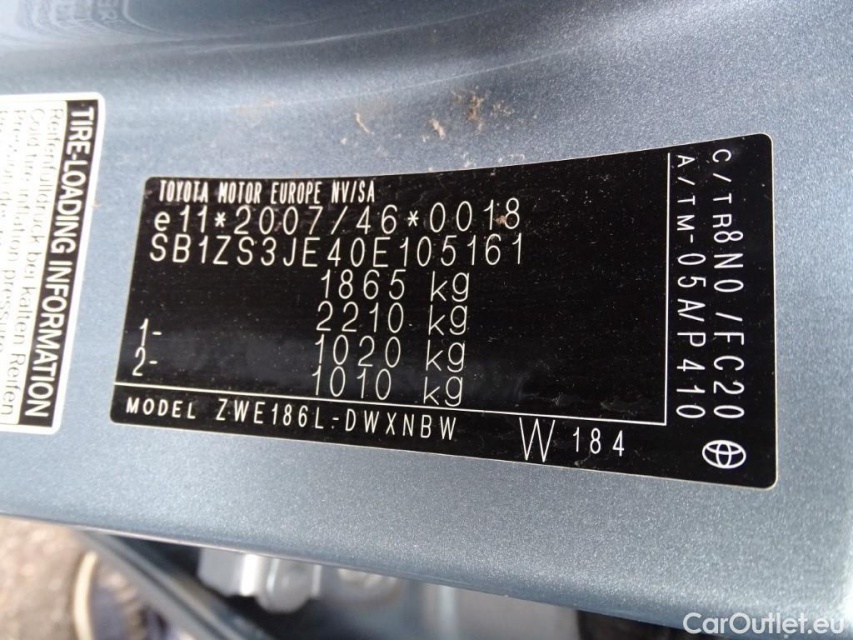 TIRE-LOADING INFORMATION
TOYOTA MOTOR EUROPE NV/SA
e11*2007/46*0018
SB1ZS3JE40E105161
1865 kg
2210 kg
1- 1020 kg
2- 1010 kg
MODEL ZWE186L-DWXNBW W 184
C/TR8N0/FC20
A/TM-05A/P410
CarOutlet.eu